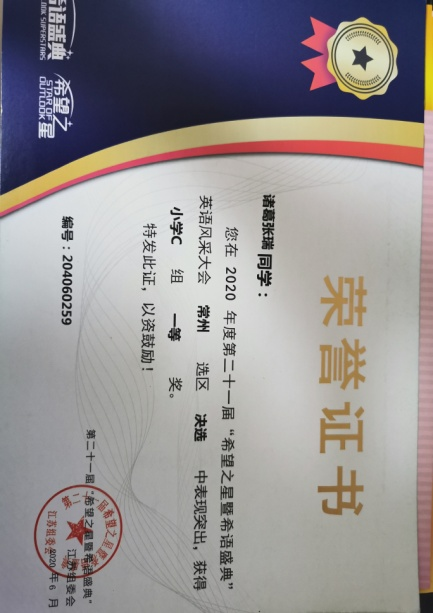 希语盛典
希望之星
STAR OF
OUTLOOK
荣誉证书
诸葛张瑞同学：
您在 2020 年度第二十一届“希望之星暨希语盛典”
英语风采大会 常州 选区 决选 中表现突出，获得
小学C 组 一等 奖。
特发此证，以资鼓励！
编号：204060259
第二十一届“希望之星暨希语盛典”
江苏组委会
2020年6月